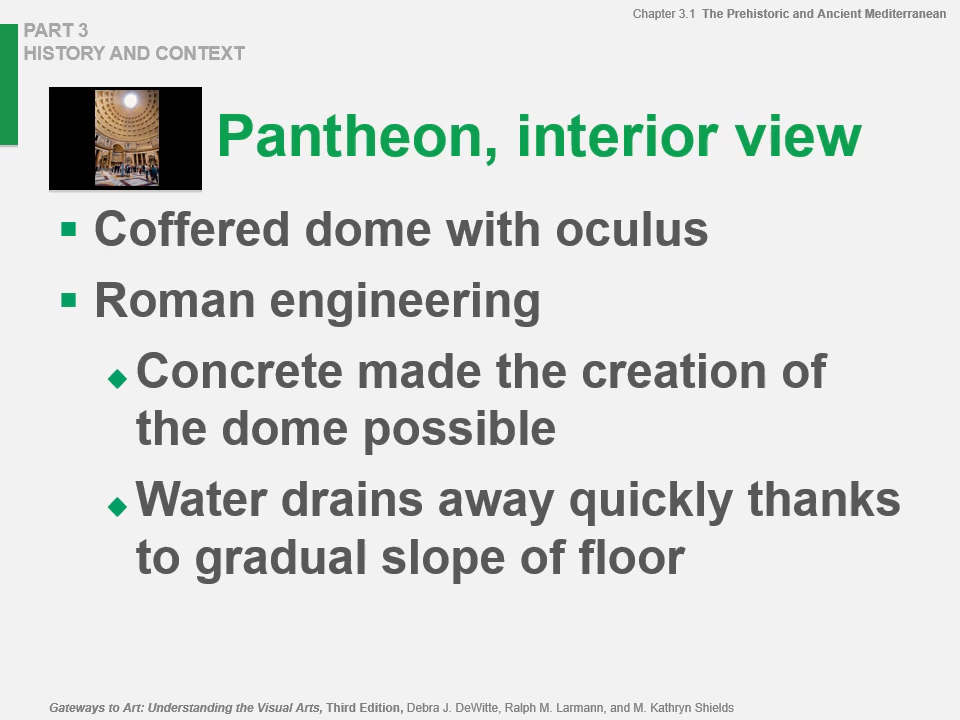 Chapter 3.1 The Prehistoric and Ancient Mediterranean
PART 3
HISTORY AND CONTEXT
Pantheon, interior view
Coffered dome with oculus
Roman engineering
Concrete made the creation of
the dome possible
Water drains away quickly thanks
to gradual slope of floor
Gateways to Art: Understanding the Visual Arts, Third Edition, Debra J. DeWitte, Ralph M. Larmann, and M. Kathryn Shields